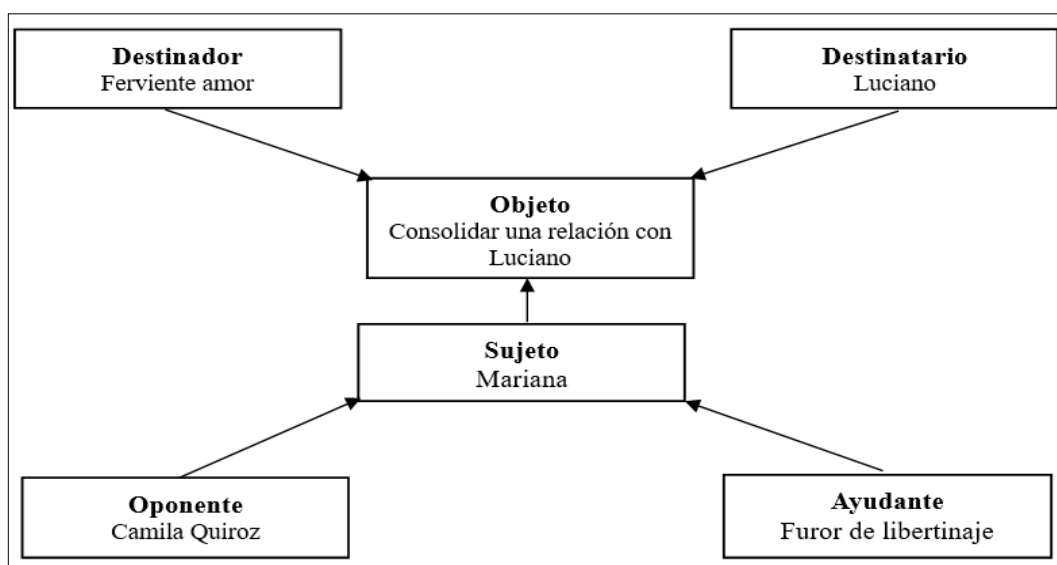 Destinador
Ferviente amor
Destinatario
Luciano
Objeto
Consolidar una relación con
Luciano
Sujeto
Mariana
Oponente
Camila Quiroz
Ayudante
Furor de libertinaje